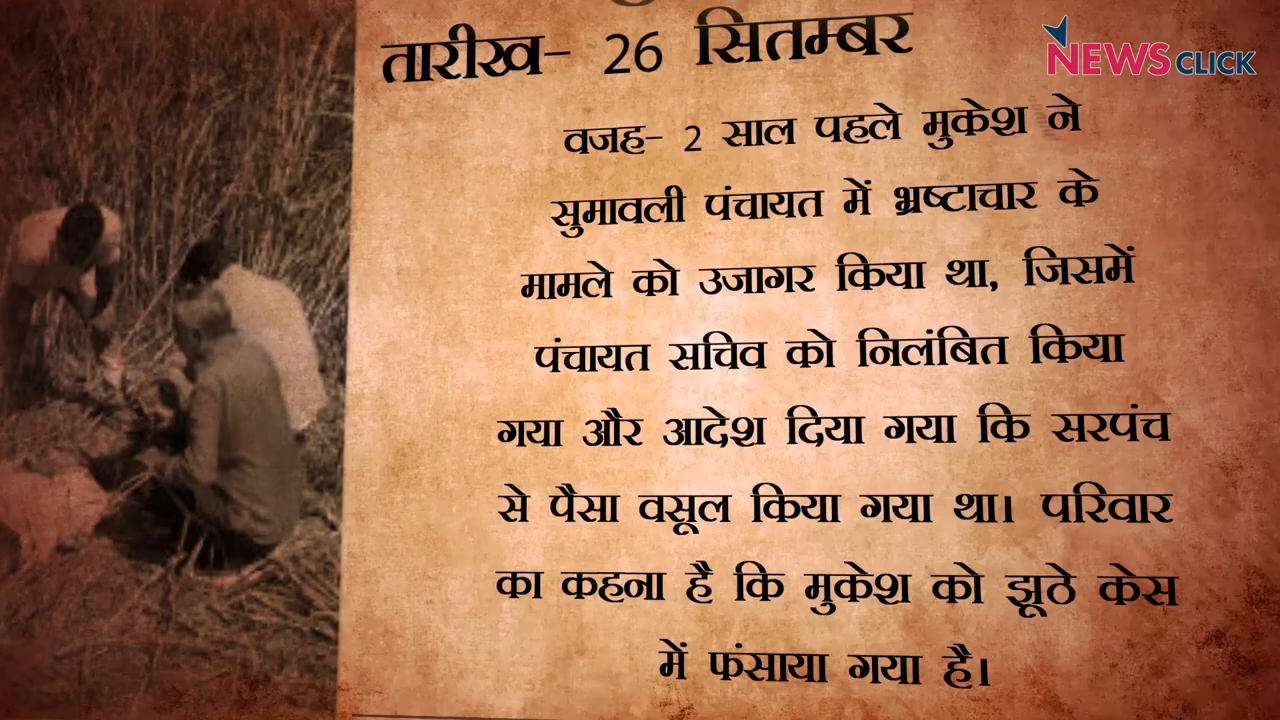 तारीख- 26 सितम्बर
NEWSCLICK
वजह- 2 साल पहले मुकेश ने
सुमावली पंचायत में भ्रष्टाचार के
मामले को उजागर किया था, जिसमें
पंचायत सचिव को निलंबित किया
गया और आदेश दिया गया कि सरपंच
से पैसा वसूल किया गया था। परिवार
का कहना है कि मुकेश को झूठे केस
में फंसाया गया है।